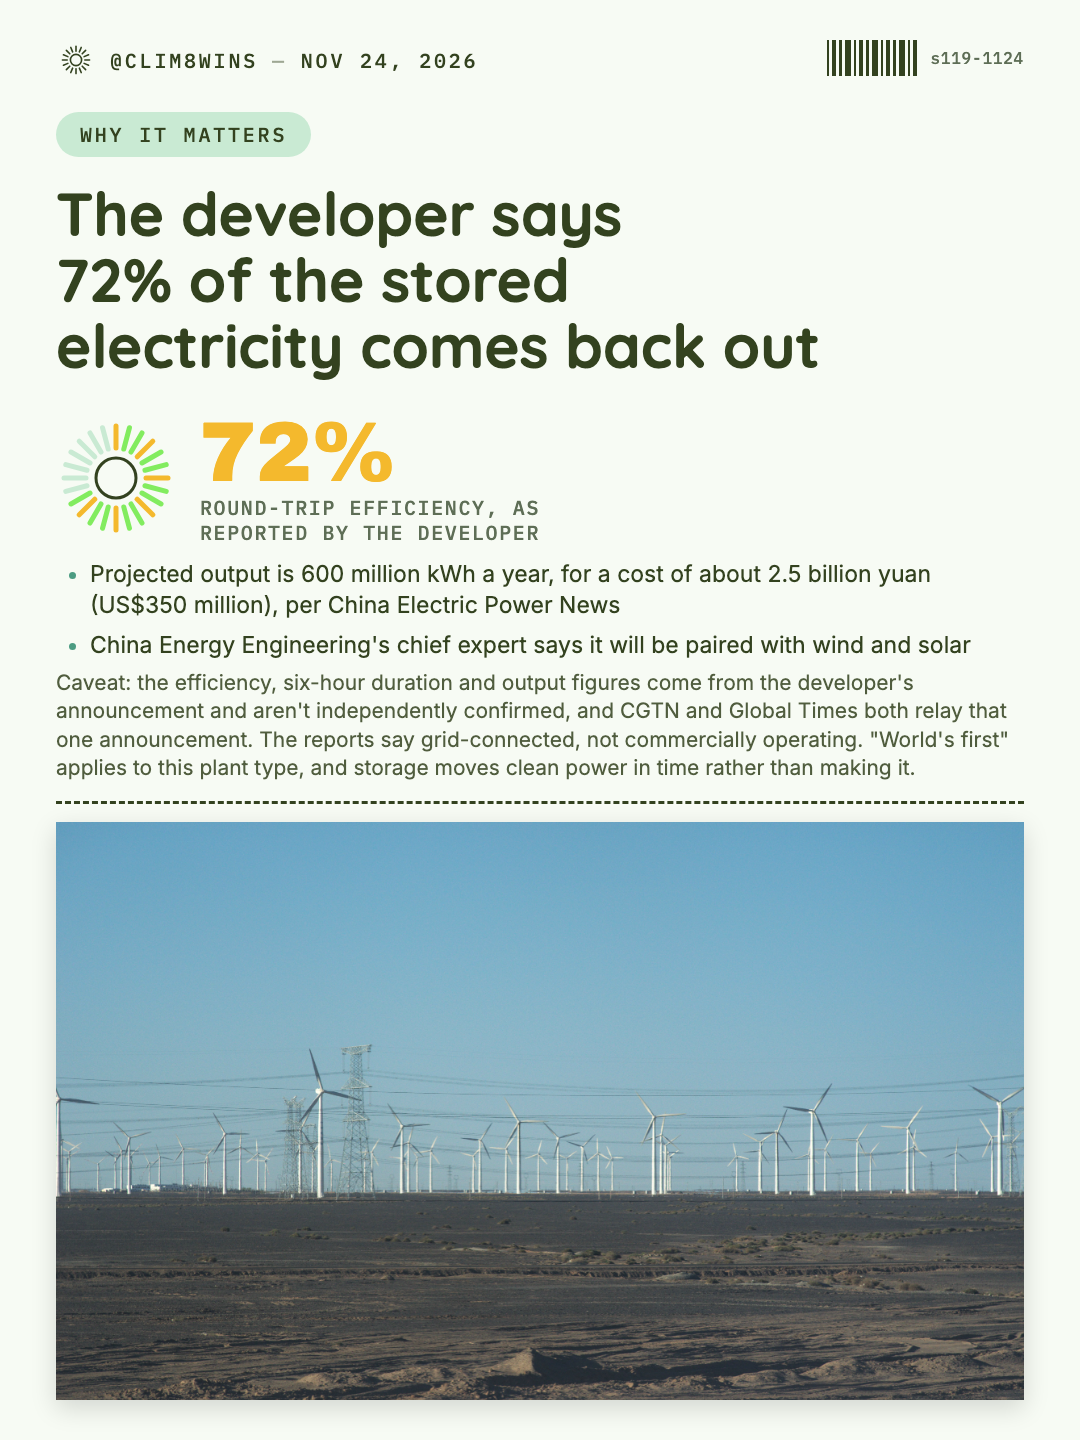 @CLIM8WINS — NOV 24, 2026
s119-1124
WHY IT MATTERS
The developer says
72% of the stored
electricity comes back out
72%
ROUND-TRIP EFFICIENCY, AS
REPORTED BY THE DEVELOPER
• Projected output is 600 million kWh a year, for a cost of about 2.5 billion yuan
(US$350 million), per China Electric Power News
• China Energy Engineering's chief expert says it will be paired with wind and solar
Caveat: the efficiency, six-hour duration and output figures come from the developer's
announcement and aren't independently confirmed, and CGTN and Global Times both relay that
one announcement. The reports say grid-connected, not commercially operating. "World's first"
applies to this plant type, and storage moves clean power in time rather than making it.